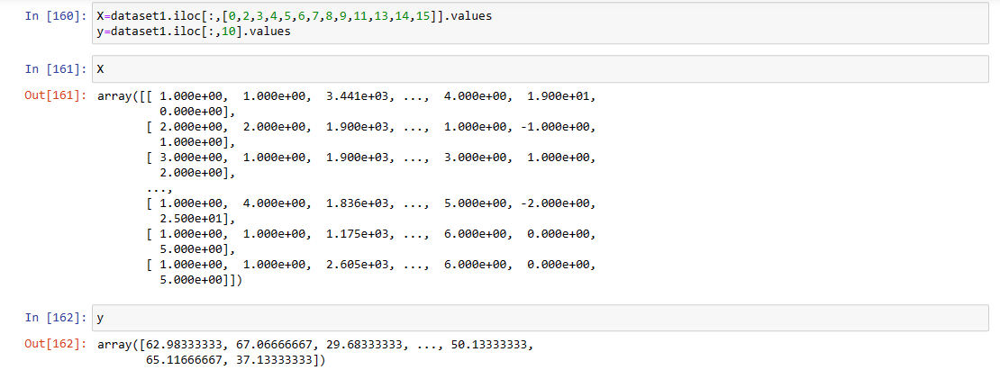 In [160]: X=dataset1.iloc[:,[0,2,3,4,5,6,7,8,9,11,13,14,15]].values
y=dataset1.iloc[:,10].values
In [161]: X
Out[161]: array([[ 1.000e+00,  1.000e+00,  3.441e+03, ...,  4.000e+00,  1.900e+01,
0.000e+00],
[ 2.000e+00,  2.000e+00,  1.900e+03, ...,  1.000e+00, -1.000e+00,
1.000e+00],
[ 3.000e+00,  1.000e+00,  1.900e+03, ...,  3.000e+00,  1.000e+00,
2.000e+00],
...,
[ 1.000e+00,  4.000e+00,  1.836e+03, ...,  5.000e+00, -2.000e+00,
2.500e+01],
[ 1.000e+00,  1.000e+00,  1.175e+03, ...,  6.000e+00,  0.000e+00,
5.000e+00],
[ 1.000e+00,  1.000e+00,  2.605e+03, ...,  6.000e+00,  0.000e+00,
5.000e+00]])
In [162]: y
Out[162]: array([62.98333333, 67.06666667, 29.68333333, ..., 50.13333333,
65.11666667, 37.13333333])